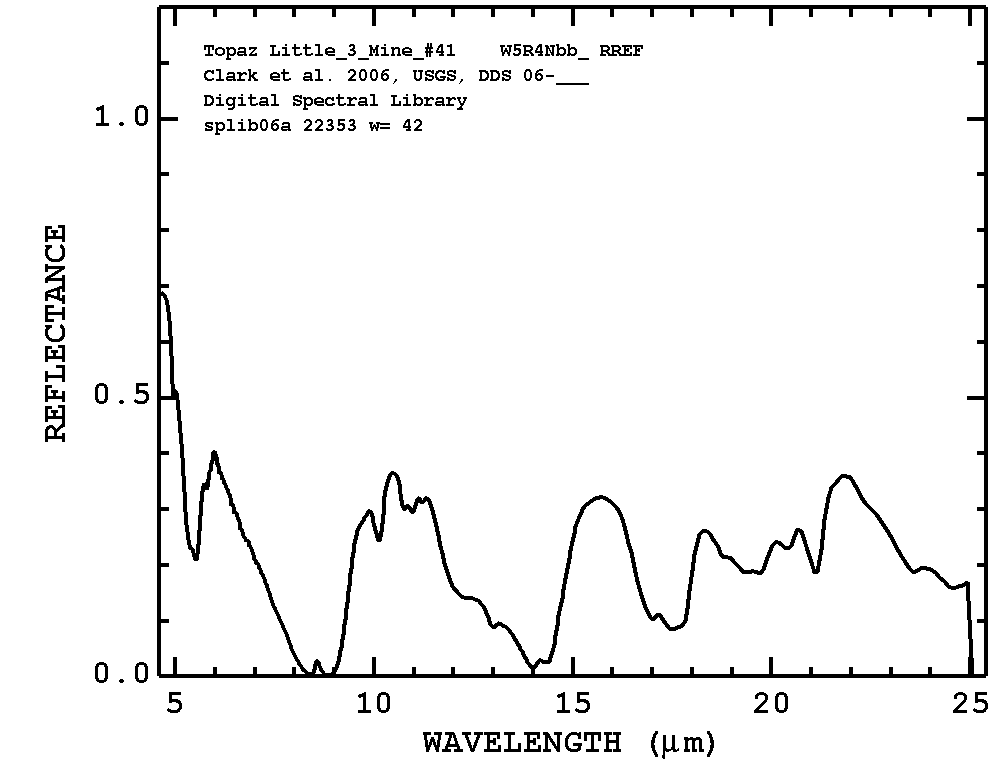 Topaz Little_3_Mine_#41 W5R4Nbb_ RREF
Clark et al. 2006, USGS, DDS 06-___
Digital Spectral Library
splib06a 22353 w= 42
1.0
0.5
0.0
REFLECTANCE
5 10 15 20 25
WAVELENGTH (μm)